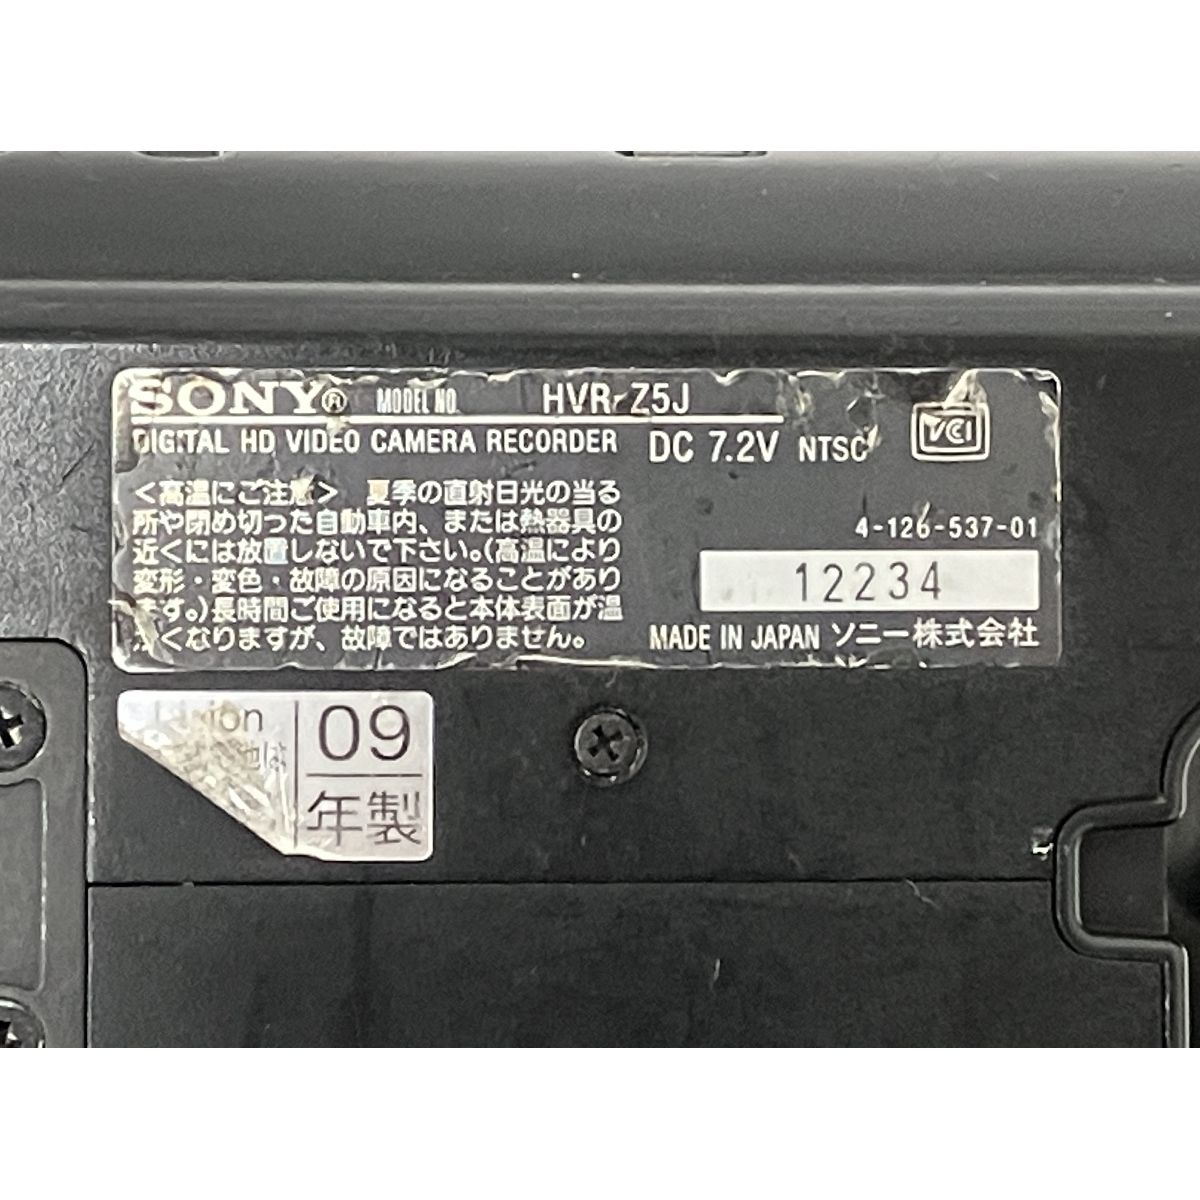 SONY® MODEL NO. HVR-Z5J
DIGITAL HD VIDEO CAMERA RECORDER DC 7.2V NTSC
VCI
<高温にご注意> 夏季の直射日光の当る
所や閉め切った自動車内、または熱器具の
近くには放置しないで下さい。(高温により
変形・変色・故障の原因になることがあり
ます。)長時間ご使用になると本体表面が温
かくなりますが、故障ではありません。
4-126-537-01
12234
MADE IN JAPAN ソニー株式会社
Li-ion
電池は
09
年製